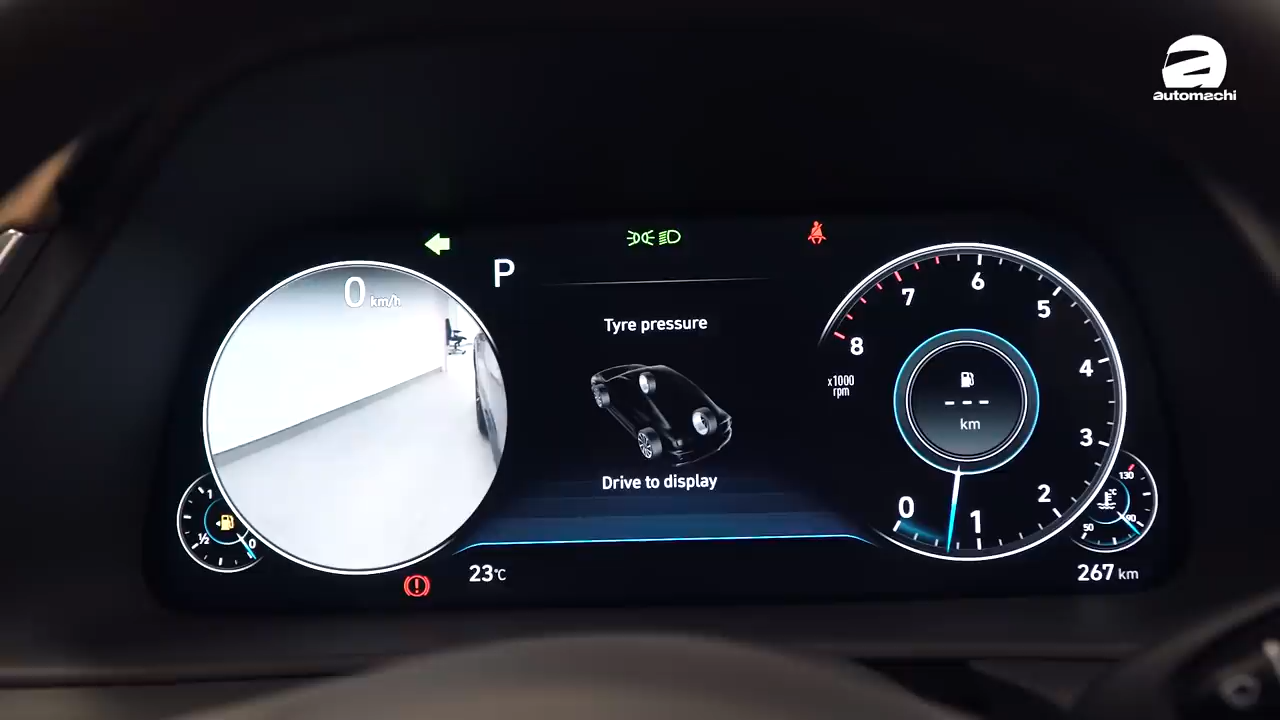 automachi
P
0 km/h
Tyre pressure
Drive to display
1
½
0
23°C
8
7
6
5
4
3
2
1
0
x1000
rpm
---
km
130
°C
90
50
267 km